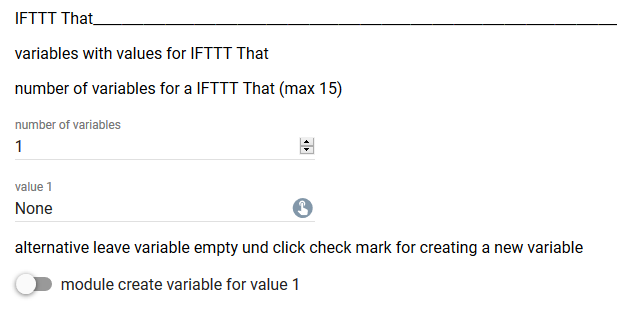 IFTTT That______________________________________________________________________
variables with values for IFTTT That
number of variables for a IFTTT That (max 15)
number of variables
1
value 1
None
alternative leave variable empty und click check mark for creating a new variable
module create variable for value 1